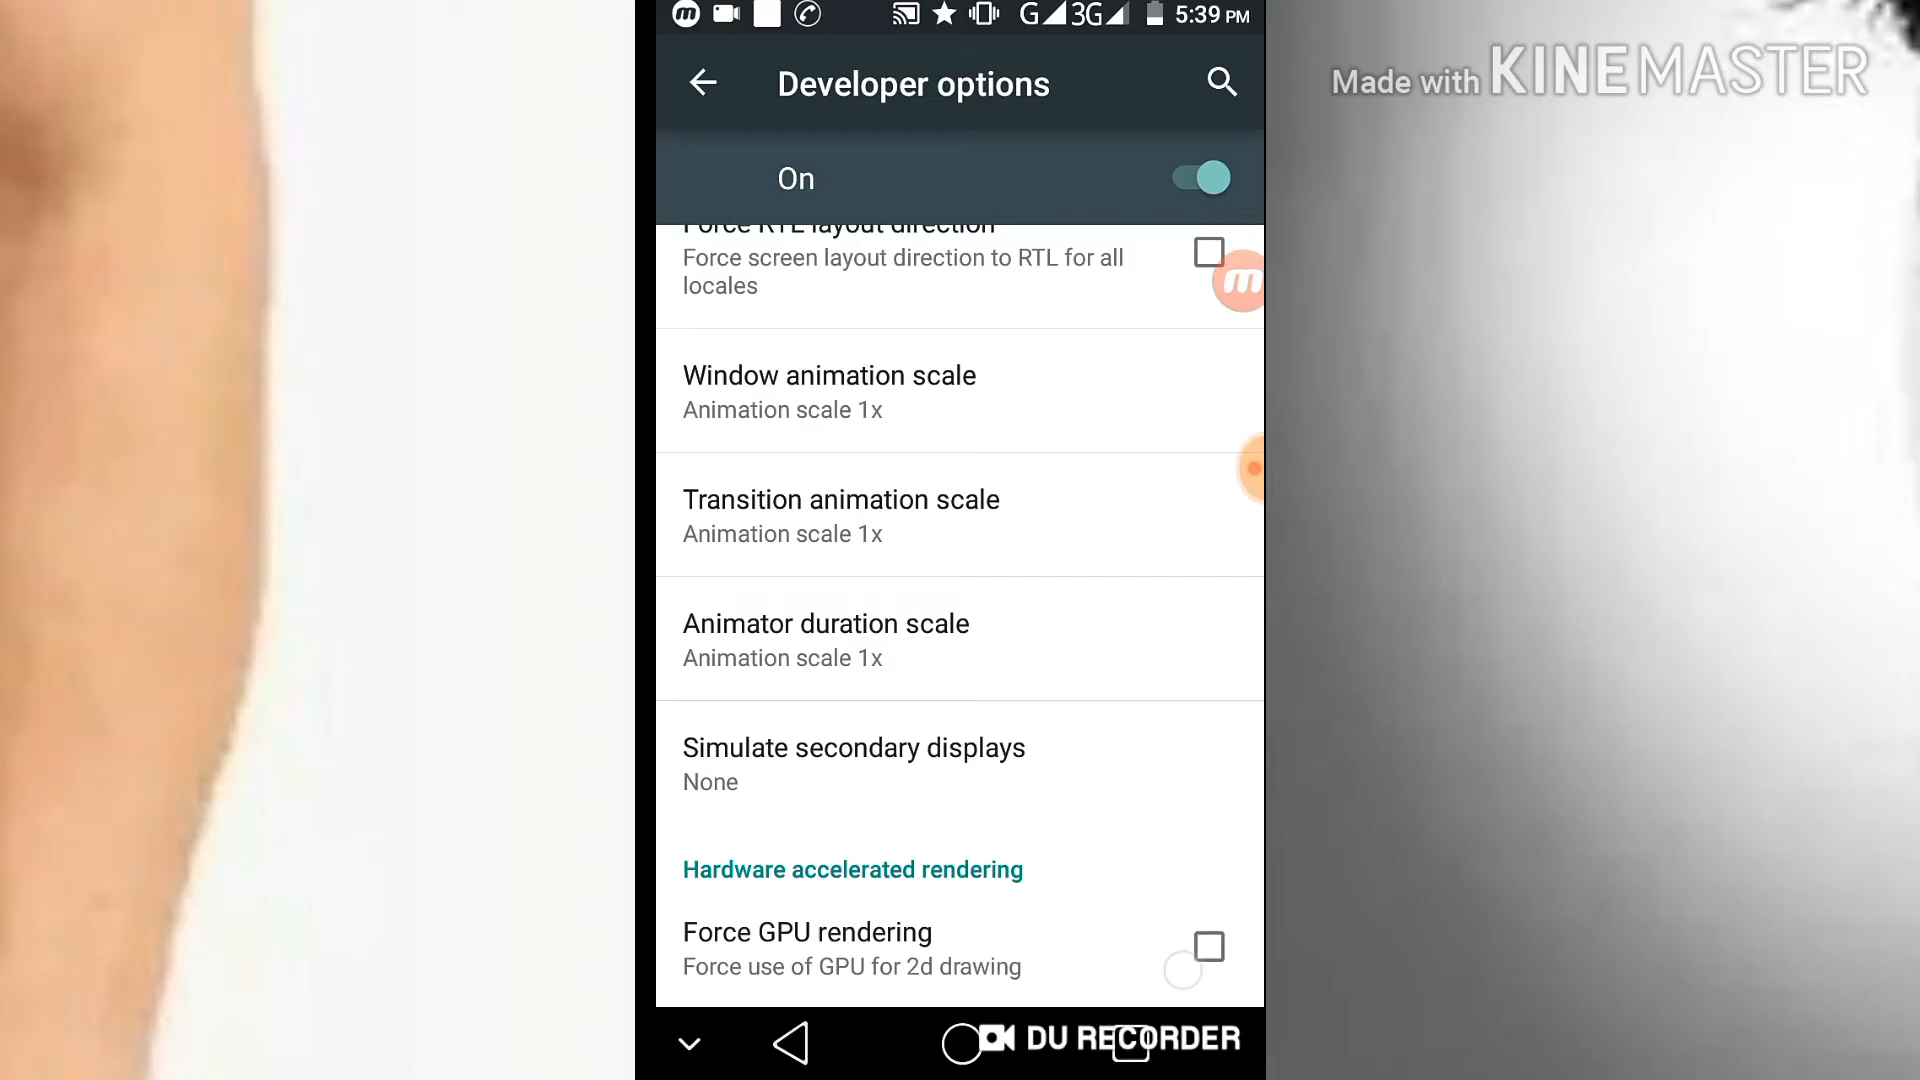 G 3G 5:39 PM
Developer options
Made with KINEMASTER
On
Force RTL layout direction
Force screen layout direction to RTL for all
locales
m
Window animation scale
Animation scale 1x
Transition animation scale
Animation scale 1x
Animator duration scale
Animation scale 1x
Simulate secondary displays
None
Hardware accelerated rendering
Force GPU rendering
Force use of GPU for 2d drawing
DU RECORDER